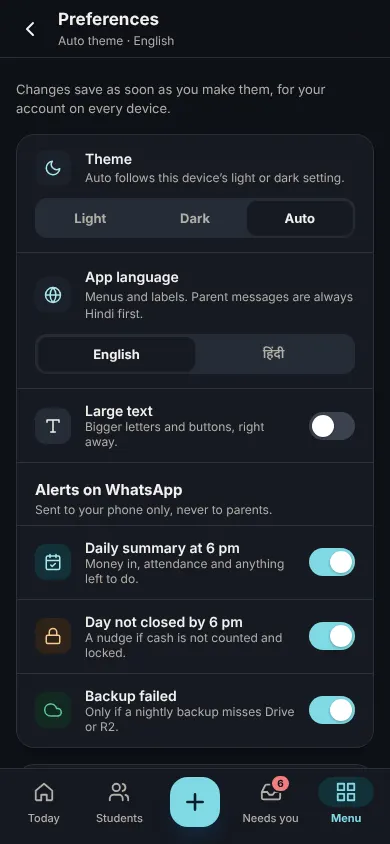 Preferences
Auto theme · English
Changes save as soon as you make them, for your
account on every device.
Theme
Auto follows this device's light or dark setting.
Light
Dark
Auto
App language
Menus and labels. Parent messages are always
Hindi first.
English
हिंदी
Large text
Bigger letters and buttons, right
away.
Alerts on WhatsApp
Sent to your phone only, never to parents.
Daily summary at 6 pm
Money in, attendance and anything
left to do.
Day not closed by 6 pm
A nudge if cash is not counted and
locked.
Backup failed
Only if a nightly backup misses Drive
or R2.
6
Today
Students
Needs you
Menu